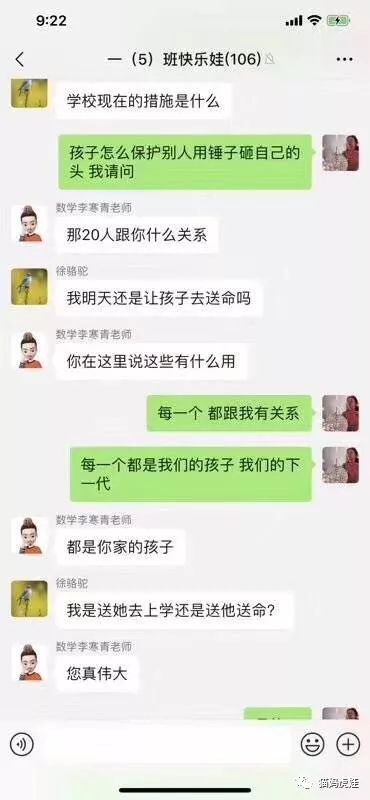 9:22
一（5）班快乐娃(106)
学校现在的措施是什么
孩子怎么保护别人用锤子砸自己的
头 我请问
数学李寒青老师
那20人跟你什么关系
徐骆驼
我明天还是让孩子去送命吗
数学李寒青老师
你在这里说这些有什么用
每一个 都跟我有关系
每一个都是我们的孩子 我们的下
一代
数学李寒青老师
都是你家的孩子
徐骆驼
我是送她去上学还是送他送命?
数学李寒青老师
您真伟大
猫妈虎娃